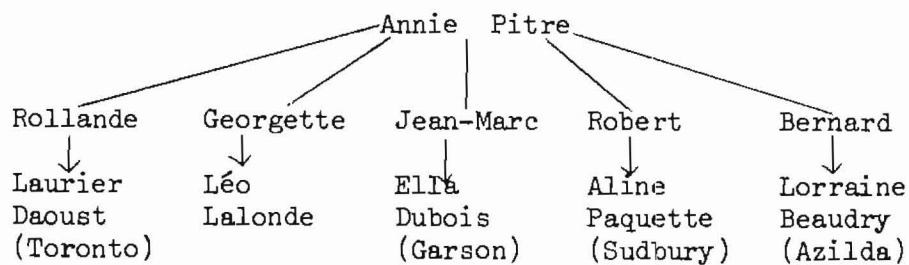 Annie Pitre
Rollande Georgette Jean-Marc Robert Bernard
Laurier Léo Ella Aline Lorraine
Daoust Lalonde Dubois Paquette Beaudry
(Toronto) (Garson) (Sudbury) (Azilda)